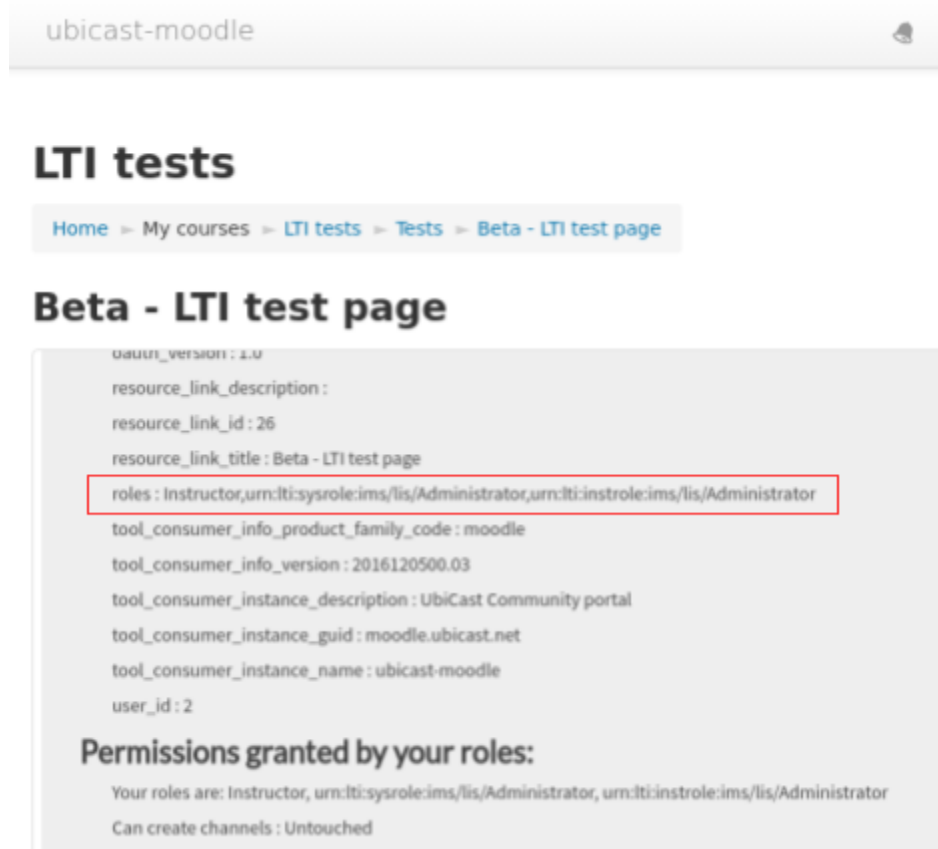 ubicast-moodle
LTI tests
Home ► My courses ► LTI tests ► Tests ► Beta - LTI test page
Beta - LTI test page
oauth_version : 1.0
resource_link_description :
resource_link_id : 26
resource_link_title : Beta - LTI test page
roles : Instructor,urn:lti:sysrole:ims/lis/Administrator,urn:lti:instrole:ims/lis/Administrator
tool_consumer_info_product_family_code : moodle
tool_consumer_info_version : 2016120500.03
tool_consumer_instance_description : UbiCast Community portal
tool_consumer_instance_guid : moodle.ubicast.net
tool_consumer_instance_name : ubicast-moodle
user_id : 2
Permissions granted by your roles:
Your roles are: Instructor, urn:lti:sysrole:ims/lis/Administrator, urn:lti:instrole:ims/lis/Administrator
Can create channels : Untouched